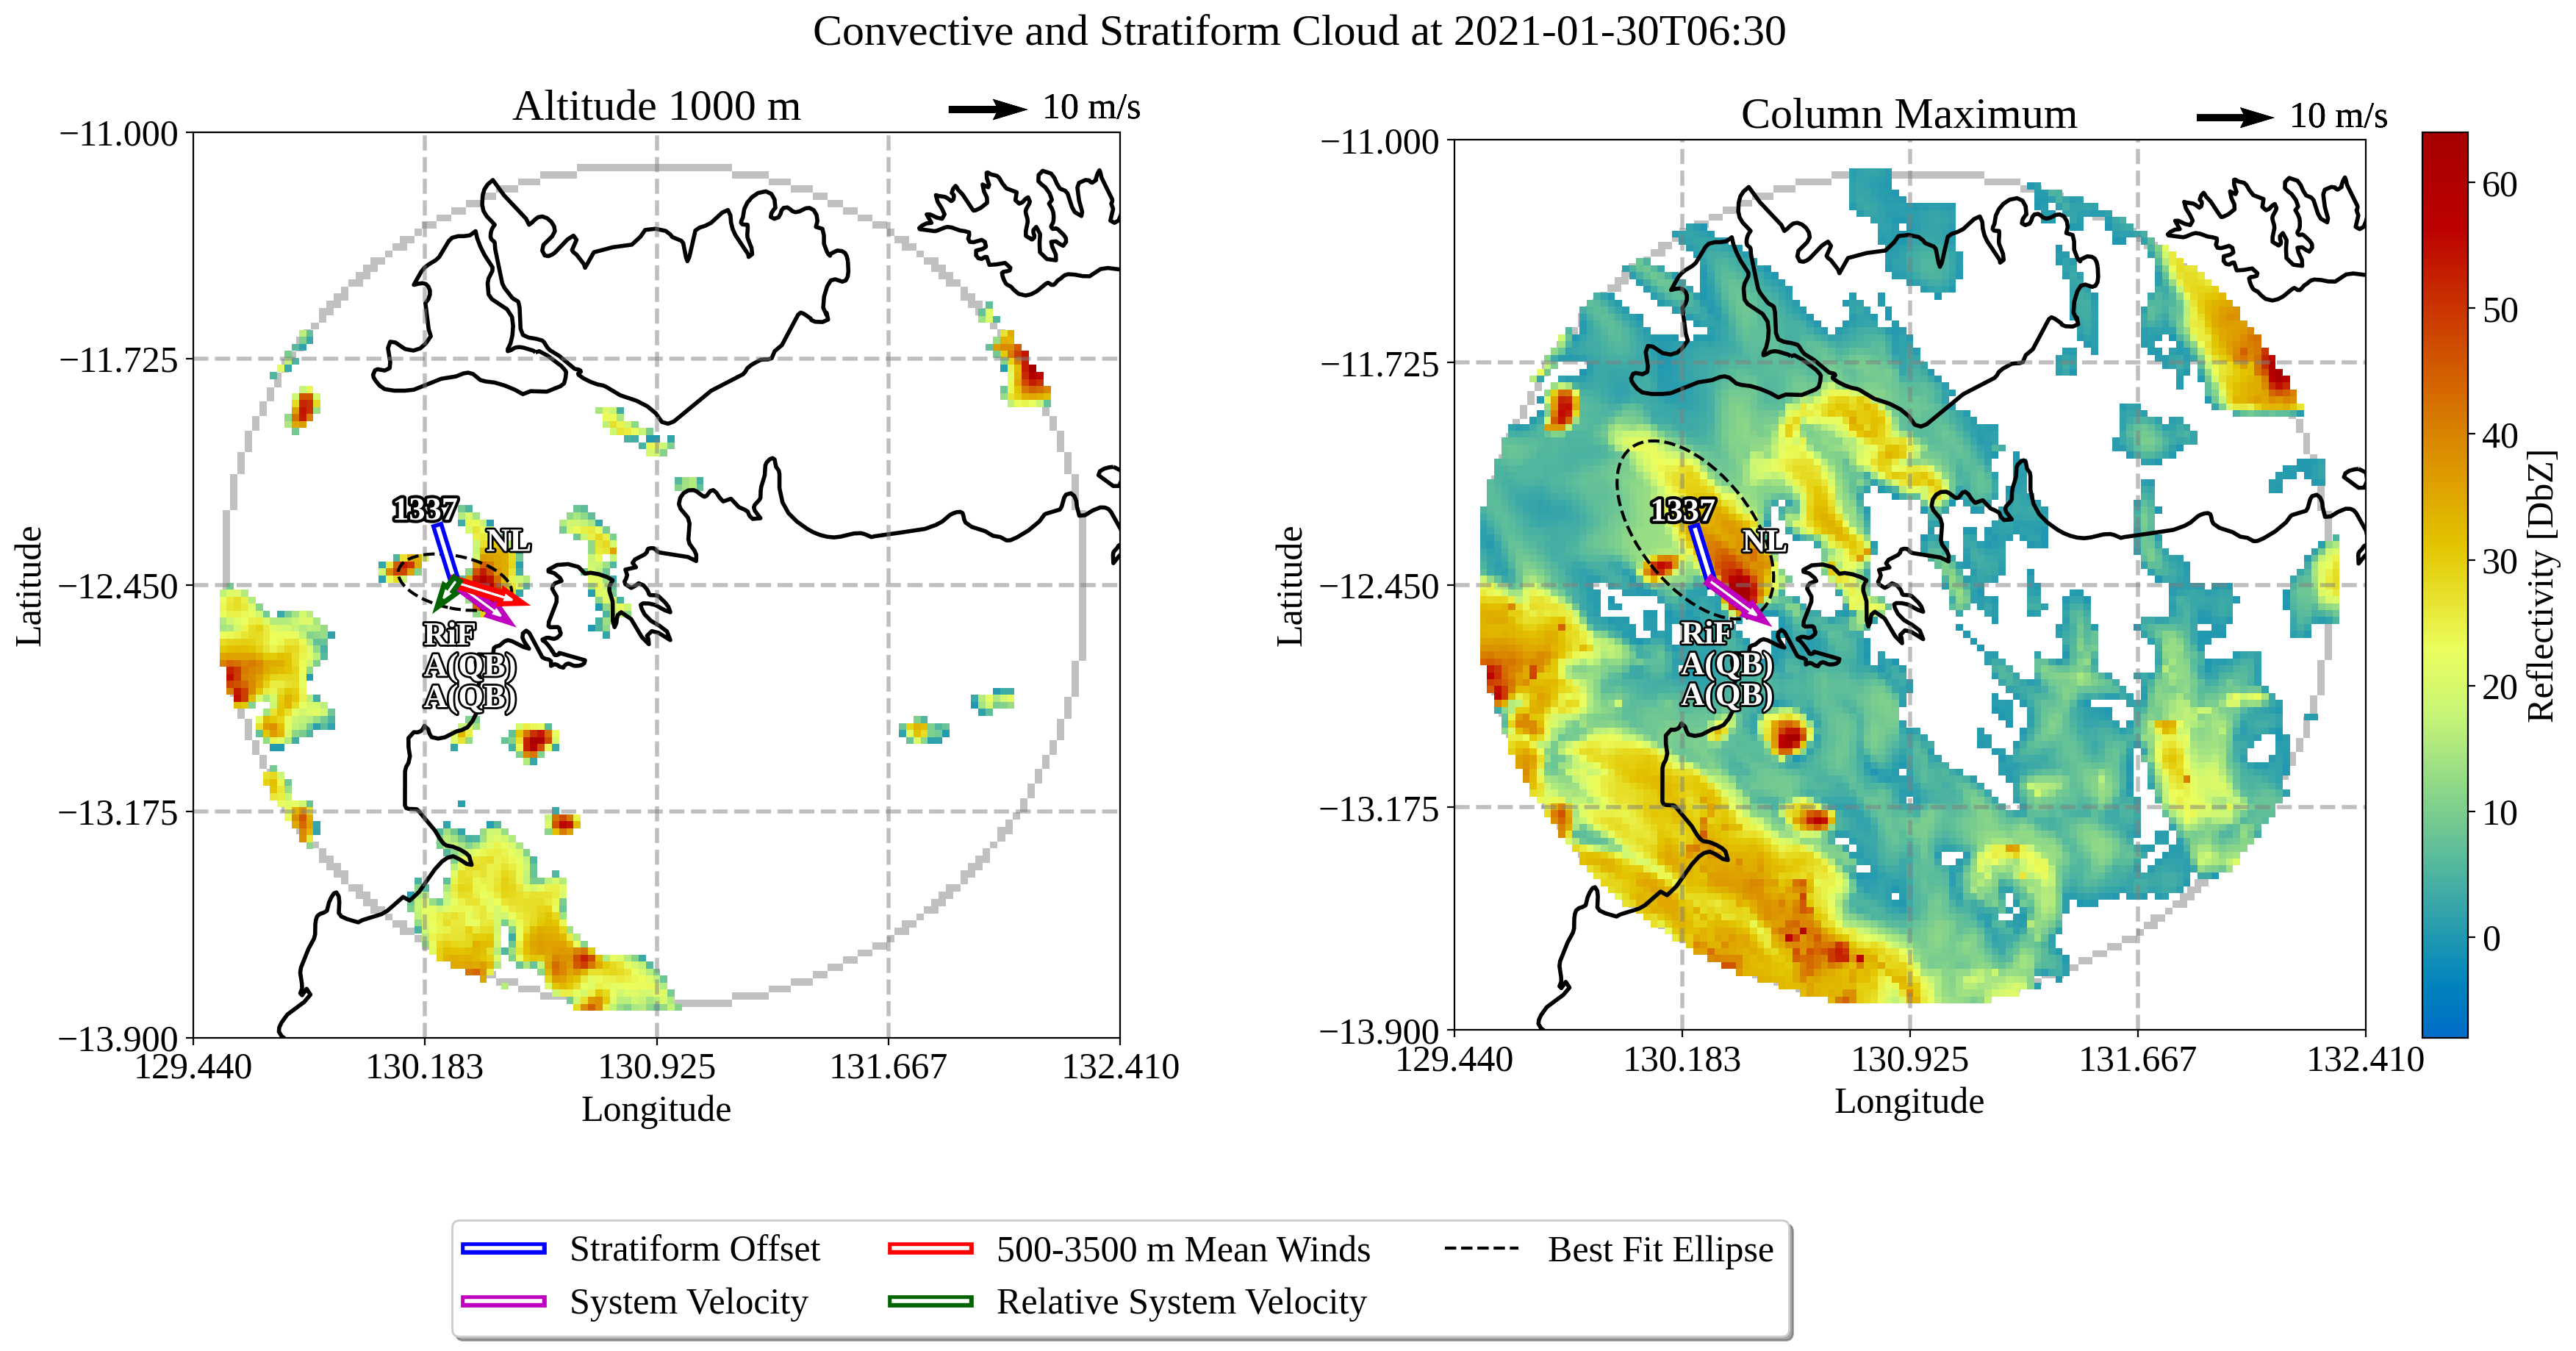 Convective and Stratiform Cloud at 2021-01-30T06:30
Altitude 1000 m
10 m/s
−11.000
−11.725
−12.450
−13.175
−13.900
Latitude
1337
NL
RiF
A(QB)
A(QB)
129.440
130.183
130.925
131.667
132.410
Longitude
Column Maximum
10 m/s
−11.000
−11.725
−12.450
−13.175
−13.900
Latitude
1337
NL
RiF
A(QB)
A(QB)
129.440
130.183
130.925
131.667
132.410
Longitude
60
50
40
30
20
10
0
Reflectivity [DbZ]
Stratiform Offset
System Velocity
500-3500 m Mean Winds
Relative System Velocity
Best Fit Ellipse